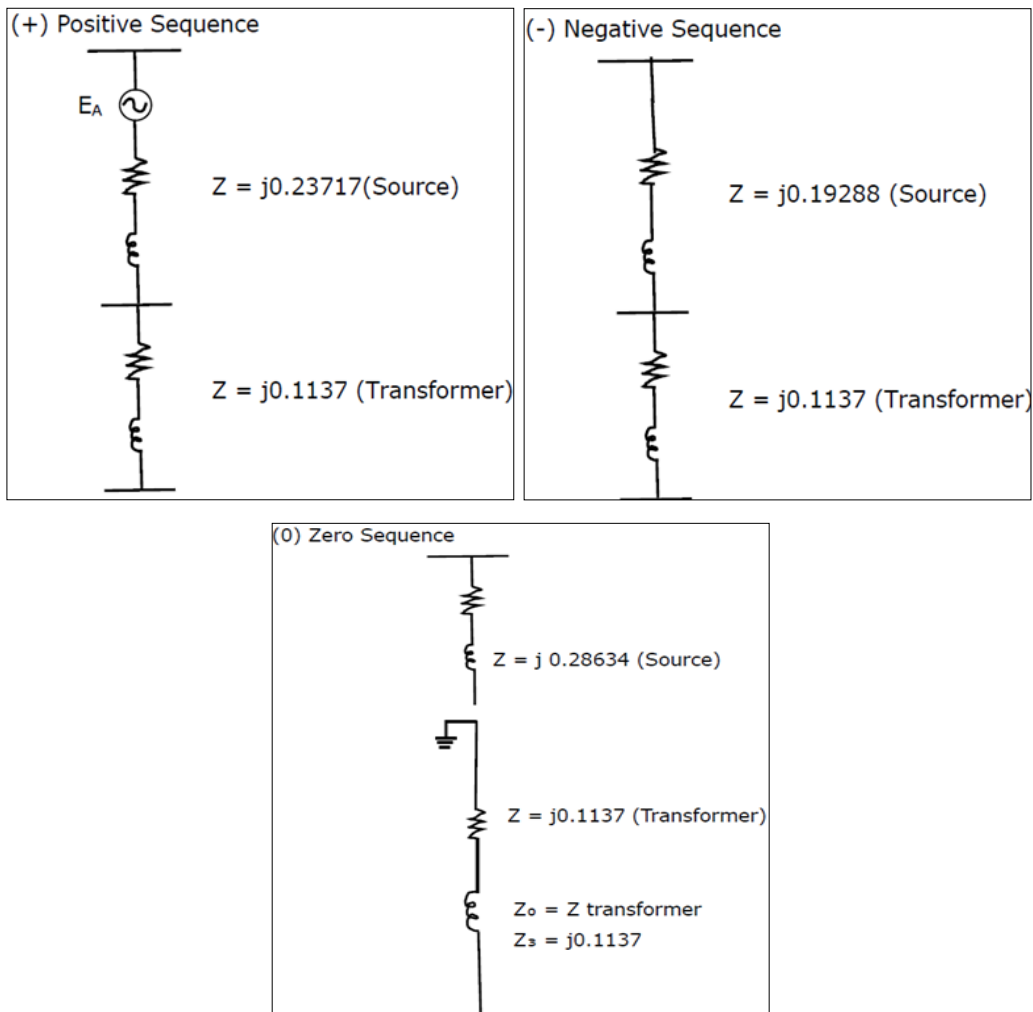 (+) Positive Sequence
E_A
Z = j0.23717(Source)
Z = j0.1137 (Transformer)
(-) Negative Sequence
Z = j0.19288 (Source)
Z = j0.1137 (Transformer)
(0) Zero Sequence
Z = j 0.28634 (Source)
Z = j0.1137 (Transformer)
Z₀ = Z transformer
Z₃ = j0.1137